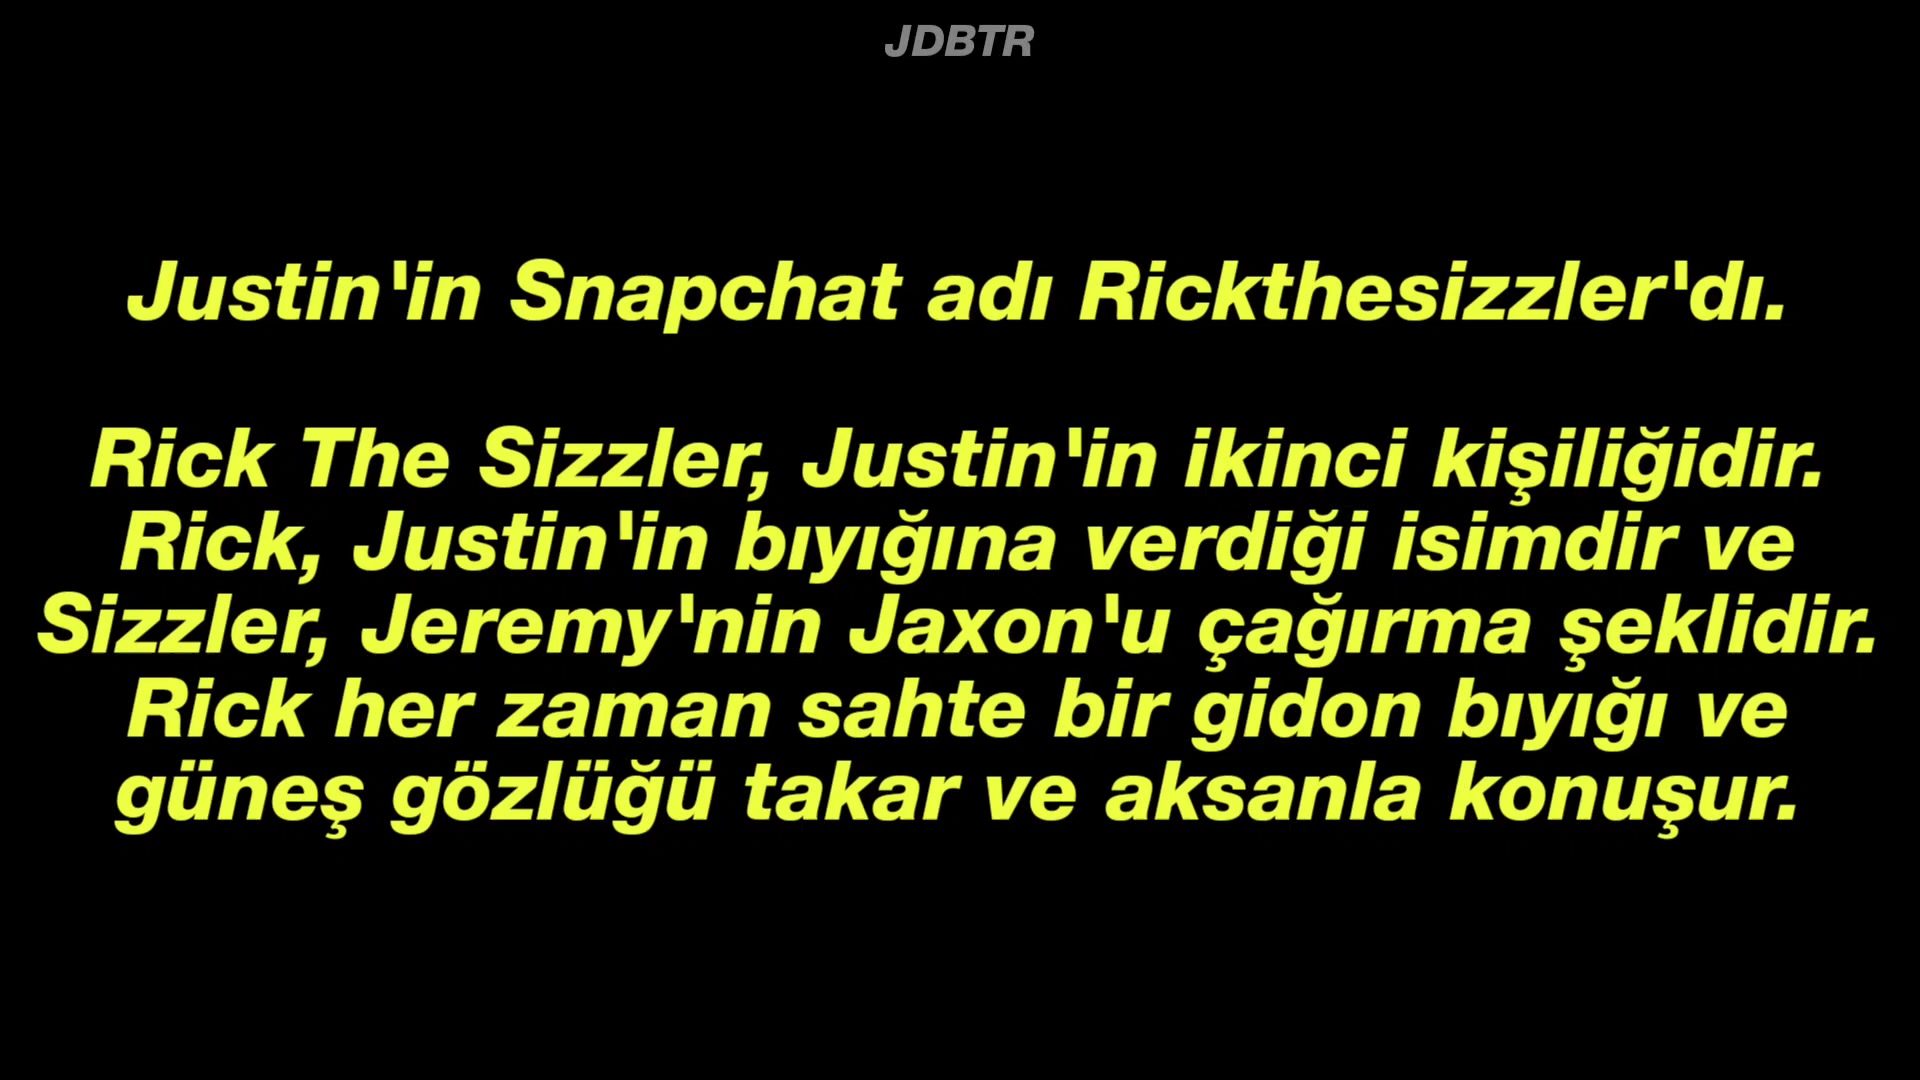 JDBTR
Justin'in Snapchat adı Rickthesizzler'dı.
Rick The Sizzler, Justin'in ikinci kişiliğidir.
Rick, Justin'in bıyığına verdiği isimdir ve
Sizzler, Jeremy'nin Jaxon'u çağırma şeklidir.
Rick her zaman sahte bir gidon bıyığı ve
güneş gözlüğü takar ve aksanla konuşur.